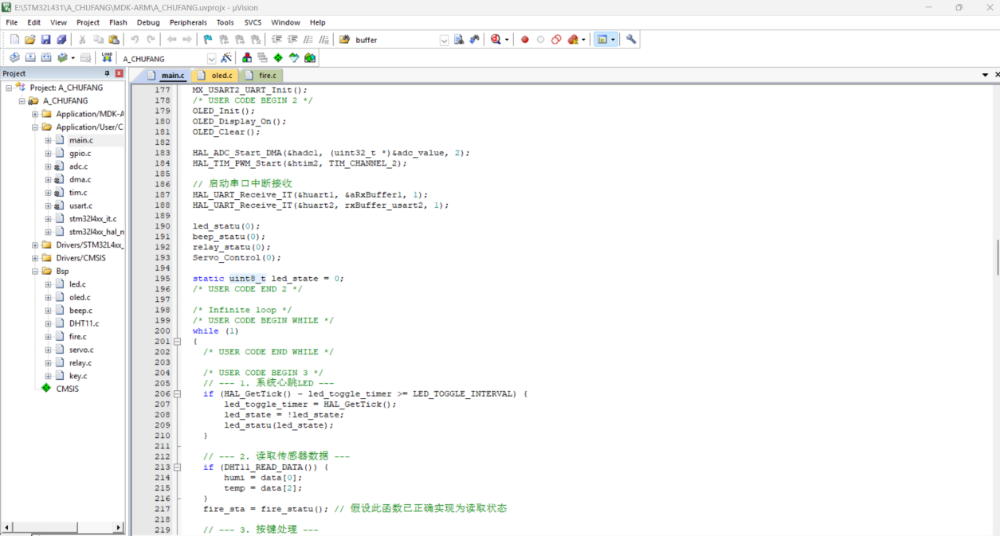 E:\STM32L431\A_CHUFANG\MDK-ARM\A_CHUFANG.uvprojx - µVision
File Edit View Project Flash Debug Peripherals Tools SVCS Window Help
buffer
LOAD
A_CHUFANG
Project
Project: A_CHUFANG
A_CHUFANG
Application/MDK-A
Application/User/C
main.c
gpio.c
adc.c
dma.c
tim.c
usart.c
stm32l4xx_it.c
stm32l4xx_hal_n
Drivers/STM32L4xx_
Drivers/CMSIS
Bsp
led.c
oled.c
beep.c
DHT11.c
fire.c
servo.c
relay.c
key.c
CMSIS
main.c oled.c fire.c
177 MX_USART2_UART_Init();
178 /* USER CODE BEGIN 2 */
179 OLED_Init();
180 OLED_Display_On();
181 OLED_Clear();
182
183 HAL_ADC_Start_DMA(&hadc1, (uint32_t *)&adc_value, 2);
184 HAL_TIM_PWM_Start(&htim2, TIM_CHANNEL_2);
185
186 // 启动串口中断接收
187 HAL_UART_Receive_IT(&huart1, &aRxBuffer1, 1);
188 HAL_UART_Receive_IT(&huart2, rxBuffer_usart2, 1);
189
190 led_statu(0);
191 beep_statu(0);
192 relay_statu(0);
193 Servo_Control(0);
194
195 static uint8_t led_state = 0;
196 /* USER CODE END 2 */
197
198 /* Infinite loop */
199 /* USER CODE BEGIN WHILE */
200 while (1)
201 {
202 /* USER CODE END WHILE */
203
204 /* USER CODE BEGIN 3 */
205 // --- 1. 系统心跳LED ---
206 if (HAL_GetTick() - led_toggle_timer >= LED_TOGGLE_INTERVAL) {
207 led_toggle_timer = HAL_GetTick();
208 led_state = !led_state;
209 led_statu(led_state);
210 }
211
212 // --- 2. 读取传感器数据 ---
213 if (DHT11_READ_DATA()) {
214 humi = data[0];
215 temp = data[2];
216 }
217 fire_sta = fire_statu(); // 假设此函数已正确实现为读取状态
218
219 // --- 3. 按键处理 ---